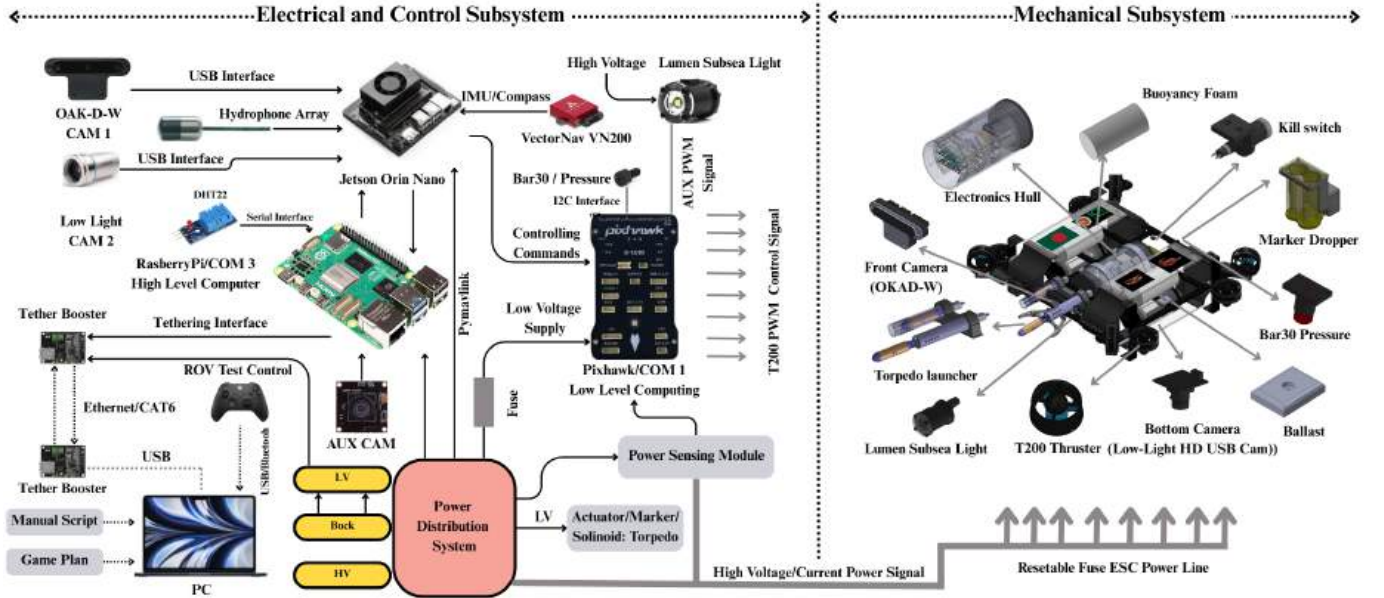 Electrical and Control Subsystem
Mechanical Subsystem
USB Interface
OAK-D-W
CAM 1
Hydrophone Array
USB Interface
Low Light
CAM 2
IMU/Compass
VectorNav VN200
High Voltage
Lumen Subsea Light
AUX PWM
Signal
Jetson Orin Nano
DHT22
Serial Interface
RasberryPi/COM 3
High Level Computer
Bar30 / Pressure
I2C Interface
Controlling
Commands
Pymavlink
pixhawk
Low Voltage
Supply
T200 PWM Control Signal
Pixhawk/COM 1
Low Level Computing
Tether Booster
Tethering Interface
ROV Test Control
Ethernet/CAT6
AUX CAM
Fuse
USB
USB/Bluetooh
Tether Booster
Manual Script
Game Plan
PC
LV
Bock
HV
Power
Distribution
System
Power Sensing Module
LV
Actuator/Marker/
Solinoid: Torpedo
High Voltage/Current Power Signal
Resetable Fuse ESC Power Line
Buoyancy Foam
Kill switch
Electronics Hull
Marker Dropper
Front Camera
(OKAD-W)
Bar30 Pressure
Torpedo launcher
Lumen Subsea Light
T200 Thruster
Bottom Camera
(Low-Light HD USB Cam))
Ballast